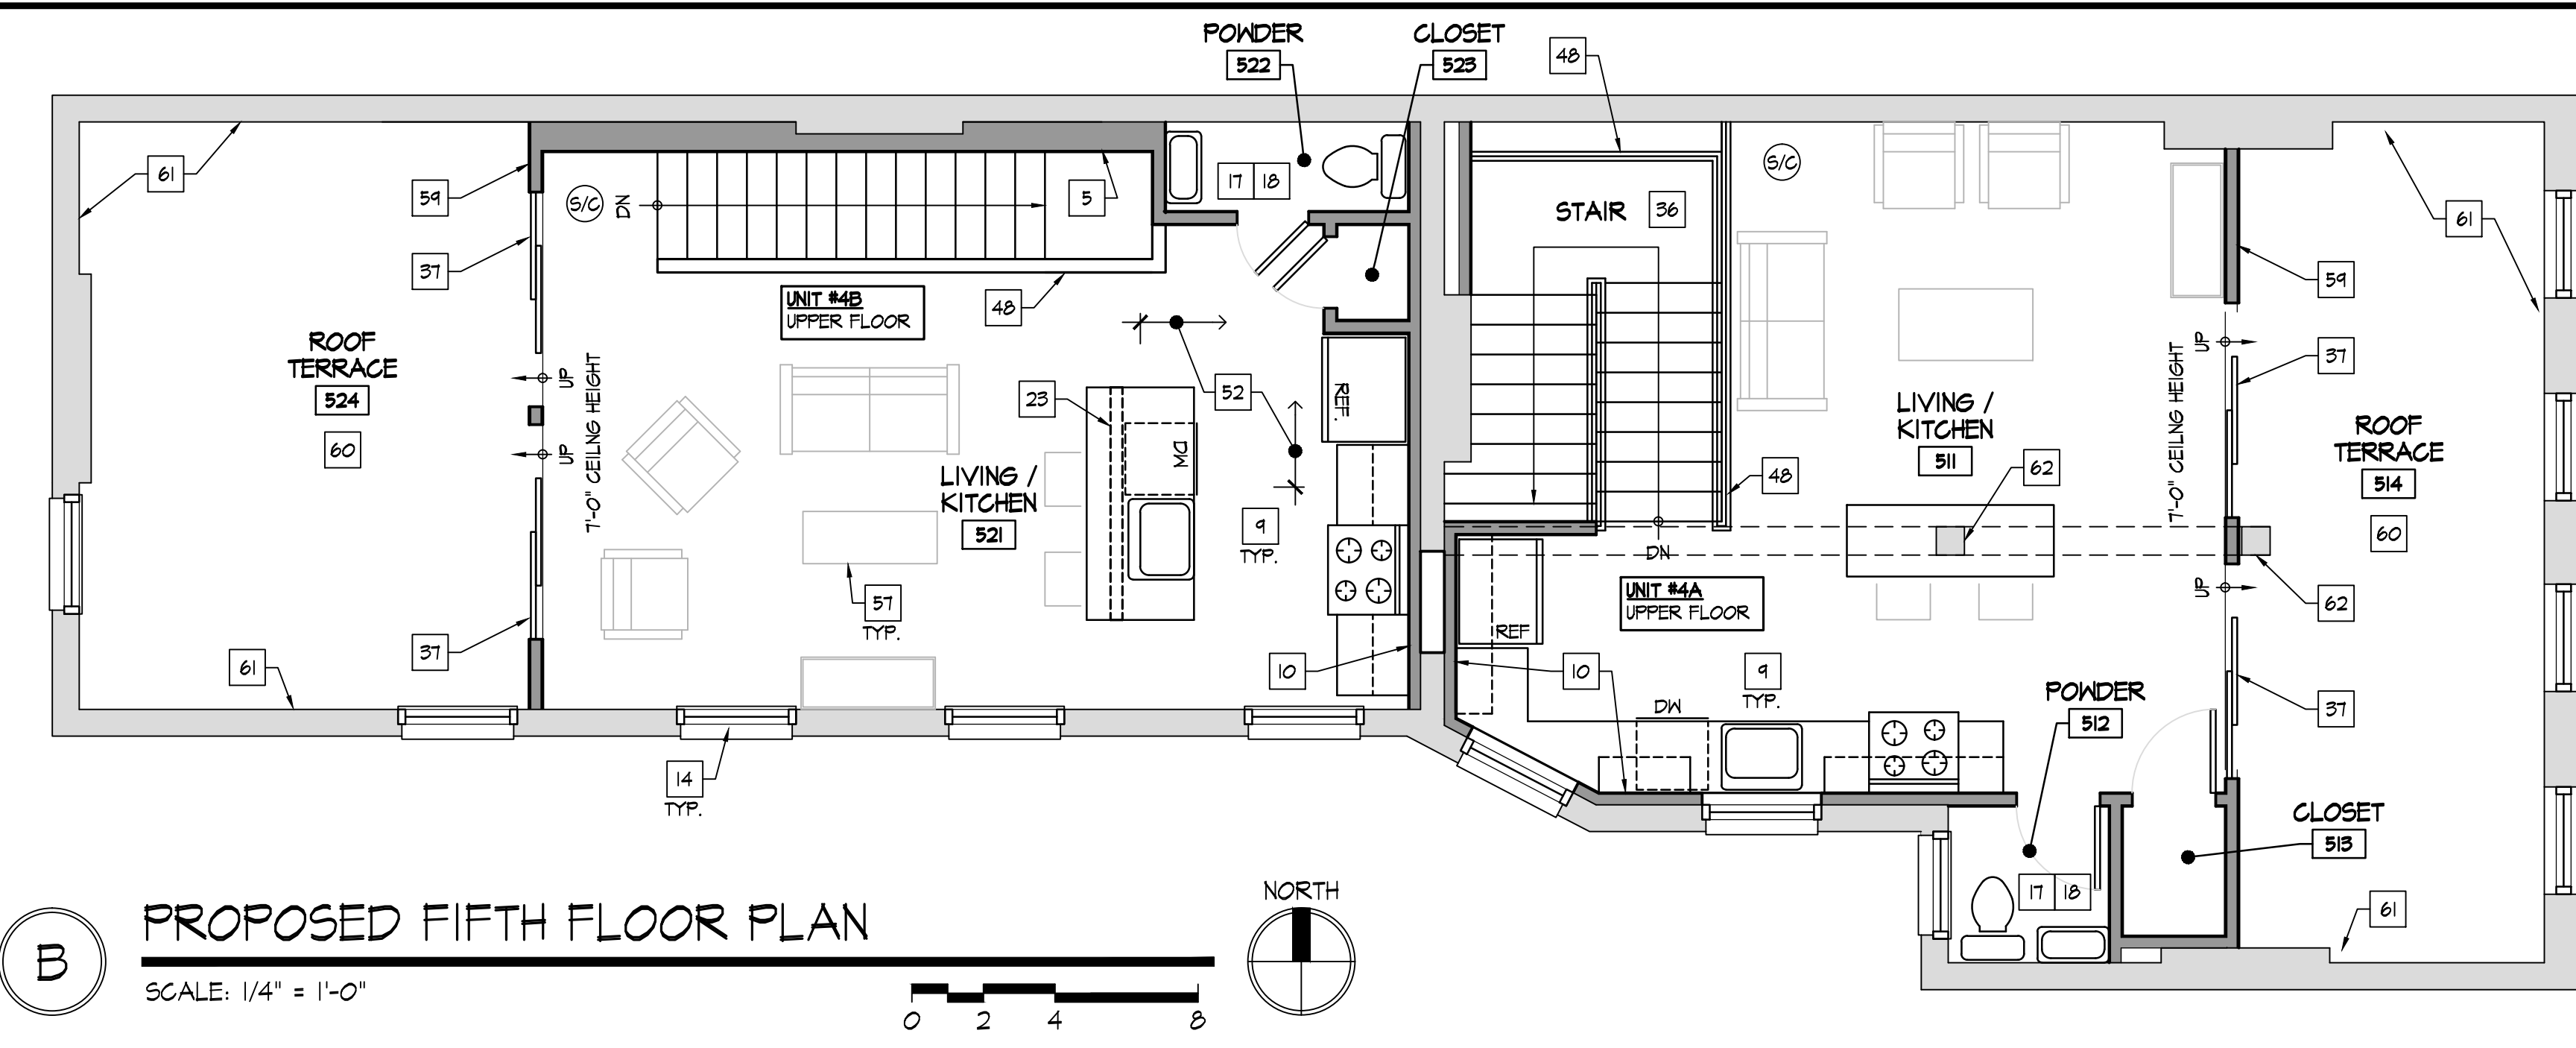 POWDER
522
CLOSET
523
48
61
59
37
S/C
DN
5
17 18
STAIR 36
S/C
61
59
UNIT #4B
UPPER FLOOR
48
ROOF
TERRACE
524
60
UP
UP
7'-0" CEILNG HEIGHT
23
52
REF.
DW
LIVING /
KITCHEN
521
9
TYP.
57
TYP.
37
61
10
14
TYP.
48
DN
UNIT #4A
UPPER FLOOR
REF
10
DW
9
TYP.
LIVING /
KITCHEN
511
62
7'-0" CEILNG HEIGHT
UP
UP
37
ROOF
TERRACE
514
60
62
37
POWDER
512
17 18
CLOSET
513
61
B
PROPOSED FIFTH FLOOR PLAN
SCALE: 1/4" = 1'-0"
0 2 4 8
NORTH